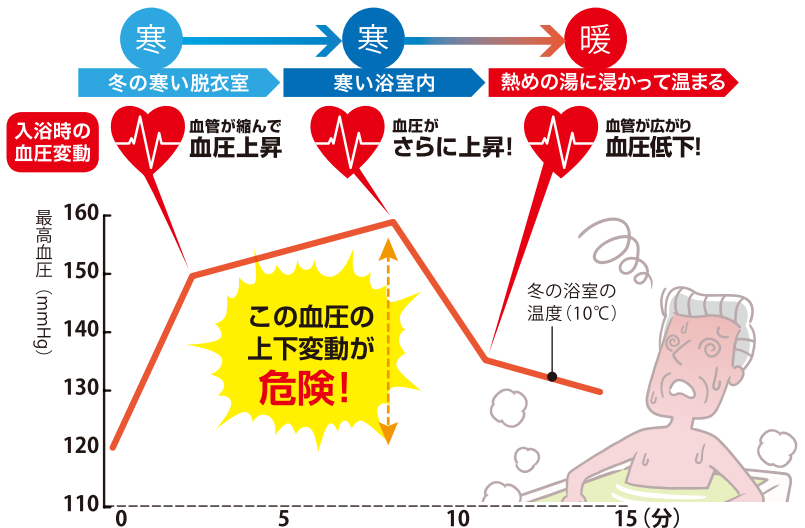 寒
寒
暖
冬の寒い脱衣室
寒い浴室内
熱めの湯に浸かって温まる
入浴時の
血圧変動
血管が縮んで
血圧上昇
血圧が
さらに上昇!
血管が広がり
血圧低下!
最高血圧(mmHg)
160
150
140
130
120
110
この血圧の
上下変動が
危険!
冬の浴室の
温度(10℃)
0
5
10
15(分)